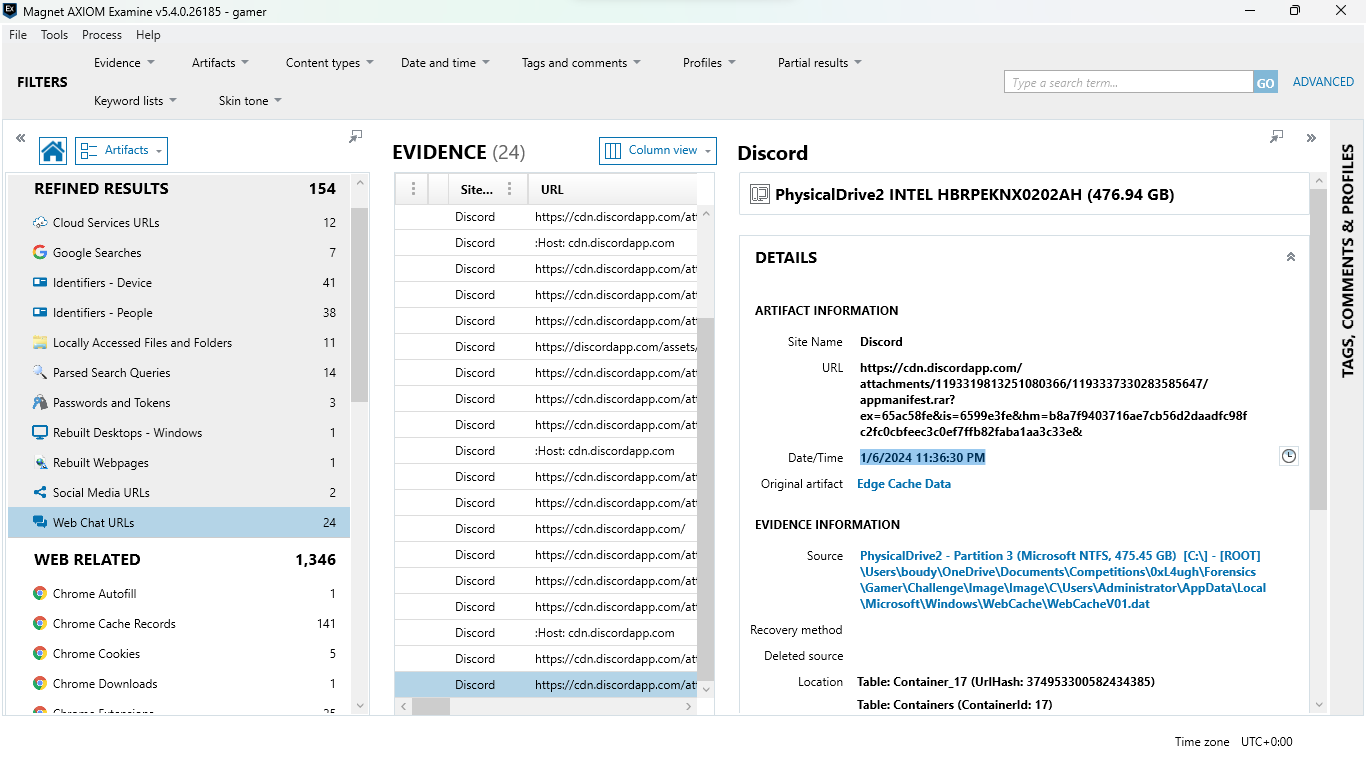 Magnet AXIOM Examine v5.4.0.26185 - gamer
File Tools Process Help
FILTERS
Evidence Artifacts Content types Date and time Tags and comments Profiles Partial results
Keyword lists Skin tone
Type a search term...
GO
ADVANCED
Artifacts
REFINED RESULTS 154
Cloud Services URLs 12
Google Searches 7
Identifiers - Device 41
Identifiers - People 38
Locally Accessed Files and Folders 11
Parsed Search Queries 14
Passwords and Tokens 3
Rebuilt Desktops - Windows 1
Rebuilt Webpages 1
Social Media URLs 2
Web Chat URLs 24
WEB RELATED 1,346
Chrome Autofill 1
Chrome Cache Records 141
Chrome Cookies 5
Chrome Downloads 1
Chrome Extensions 25
EVIDENCE (24)
Column view
Site... URL
Discord https://cdn.discordapp.com/at
Discord :Host: cdn.discordapp.com
Discord https://cdn.discordapp.com/at
Discord https://cdn.discordapp.com/at
Discord https://cdn.discordapp.com/at
Discord https://discordapp.com/assets/
Discord https://cdn.discordapp.com/at
Discord https://cdn.discordapp.com/at
Discord https://cdn.discordapp.com/at
Discord :Host: cdn.discordapp.com
Discord https://cdn.discordapp.com/at
Discord https://cdn.discordapp.com/at
Discord https://cdn.discordapp.com/
Discord https://cdn.discordapp.com/at
Discord https://cdn.discordapp.com/at
Discord https://cdn.discordapp.com/at
Discord :Host: cdn.discordapp.com
Discord https://cdn.discordapp.com/at
Discord https://cdn.discordapp.com/at
Discord
PhysicalDrive2 INTEL HBRPEKNX0202AH (476.94 GB)
DETAILS
ARTIFACT INFORMATION
Site Name Discord
URL https://cdn.discordapp.com/
attachments/1193319813251080366/1193337330283585647/
appmanifest.rar?
ex=65ac58fe&is=6599e3fe&hm=b8a7f9403716ae7cb56d2daadfc98f
c2fc0cbfeec3c0ef7ffb82faba1aa3c33e&
Date/Time 1/6/2024 11:36:30 PM
Original artifact Edge Cache Data
EVIDENCE INFORMATION
Source PhysicalDrive2 - Partition 3 (Microsoft NTFS, 475.45 GB) [C:\] - [ROOT]
\Users\boudy\OneDrive\Documents\Competitions\0xL4ugh\Forensics
\Gamer\Challenge\Image\Image\C\Users\Administrator\AppData\Local
\Microsoft\Windows\WebCache\WebCacheV01.dat
Recovery method
Deleted source
Location Table: Container_17 (UrlHash: 374953300582434385)
Table: Containers (ContainerId: 17)
TAGS, COMMENTS & PROFILES
Time zone UTC+0:00